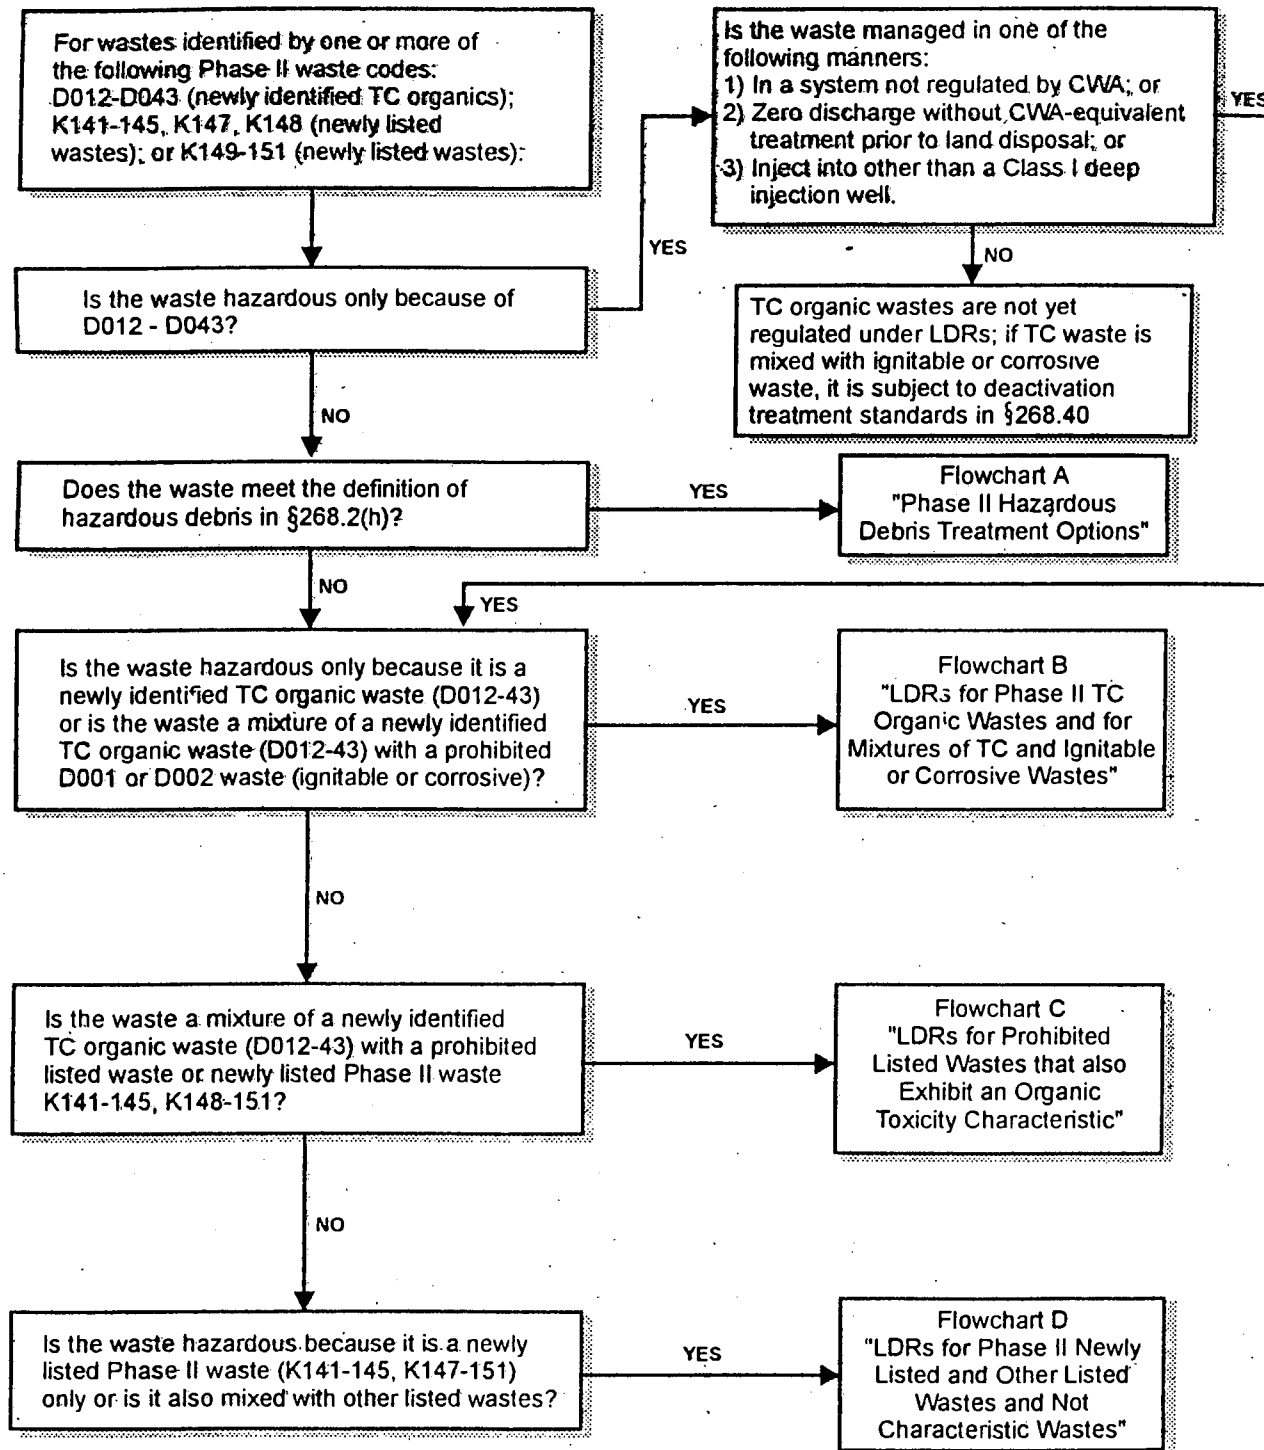 For wastes identified by one or more of
the following Phase II waste codes:
D012-D043 (newly identified TC organics);
K141-145, K147, K148 (newly listed
wastes); or K149-151 (newly listed wastes):
Is the waste managed in one of the
following manners:
1) In a system not regulated by CWA; or
2) Zero discharge without CWA-equivalent
treatment prior to land disposal; or
3) Inject into other than a Class I deep
injection well.
YES
YES
NO
Is the waste hazardous only because of
D012 - D043?
TC organic wastes are not yet
regulated under LDRs; if TC waste is
mixed with ignitable or corrosive
waste, it is subject to deactivation
treatment standards in §268.40
NO
Does the waste meet the definition of
hazardous debris in §268.2(h)?
YES
Flowchart A
"Phase II Hazardous
Debris Treatment Options"
NO
YES
Is the waste hazardous only because it is a
newly identified TC organic waste (D012-43)
or is the waste a mixture of a newly identified
TC organic waste (D012-43) with a prohibited
D001 or D002 waste (ignitable or corrosive)?
YES
Flowchart B
"LDRs for Phase II TC
Organic Wastes and for
Mixtures of TC and Ignitable
or Corrosive Wastes"
NO
Is the waste a mixture of a newly identified
TC organic waste (D012-43) with a prohibited
listed waste or newly listed Phase II waste
K141-145, K148-151?
YES
Flowchart C
"LDRs for Prohibited
Listed Wastes that also
Exhibit an Organic
Toxicity Characteristic"
NO
Is the waste hazardous because it is a newly
listed Phase II waste (K141-145, K147-151)
only or is it also mixed with other listed wastes?
YES
Flowchart D
"LDRs for Phase II Newly
Listed and Other Listed
Wastes and Not
Characteristic Wastes"